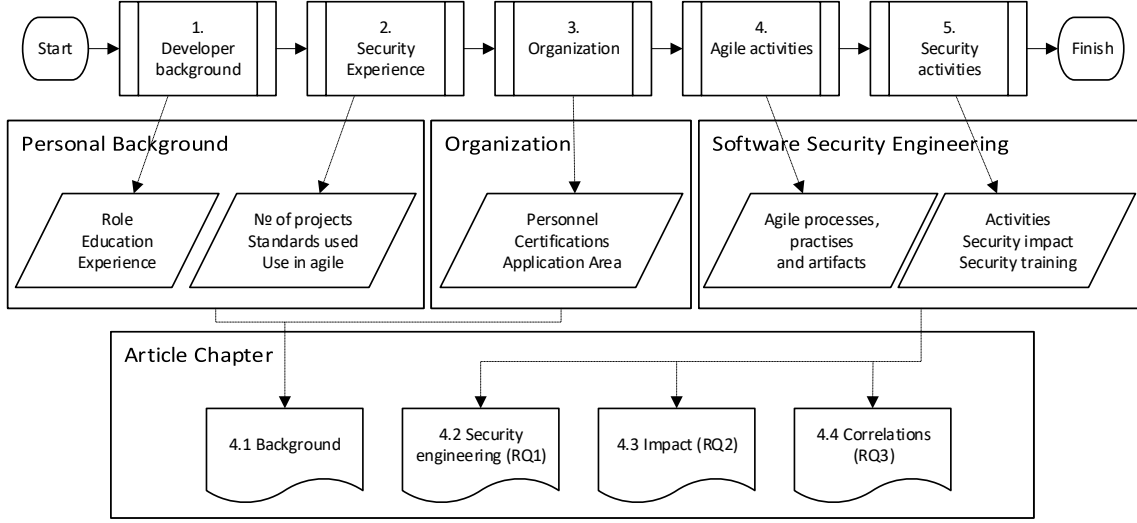 Start
1.
Developer
background
2.
Security
Experience
3.
Organization
4.
Agile activities
5.
Security
activities
Finish
Personal Background
Role
Education
Experience
№ of projects
Standards used
Use in agile
Organization
Personnel
Certifications
Application Area
Software Security Engineering
Agile processes,
practises
and artifacts
Activities
Security impact
Security training
Article Chapter
4.1 Background
4.2 Security
engineering (RQ1)
4.3 Impact (RQ2)
4.4 Correlations
(RQ3)